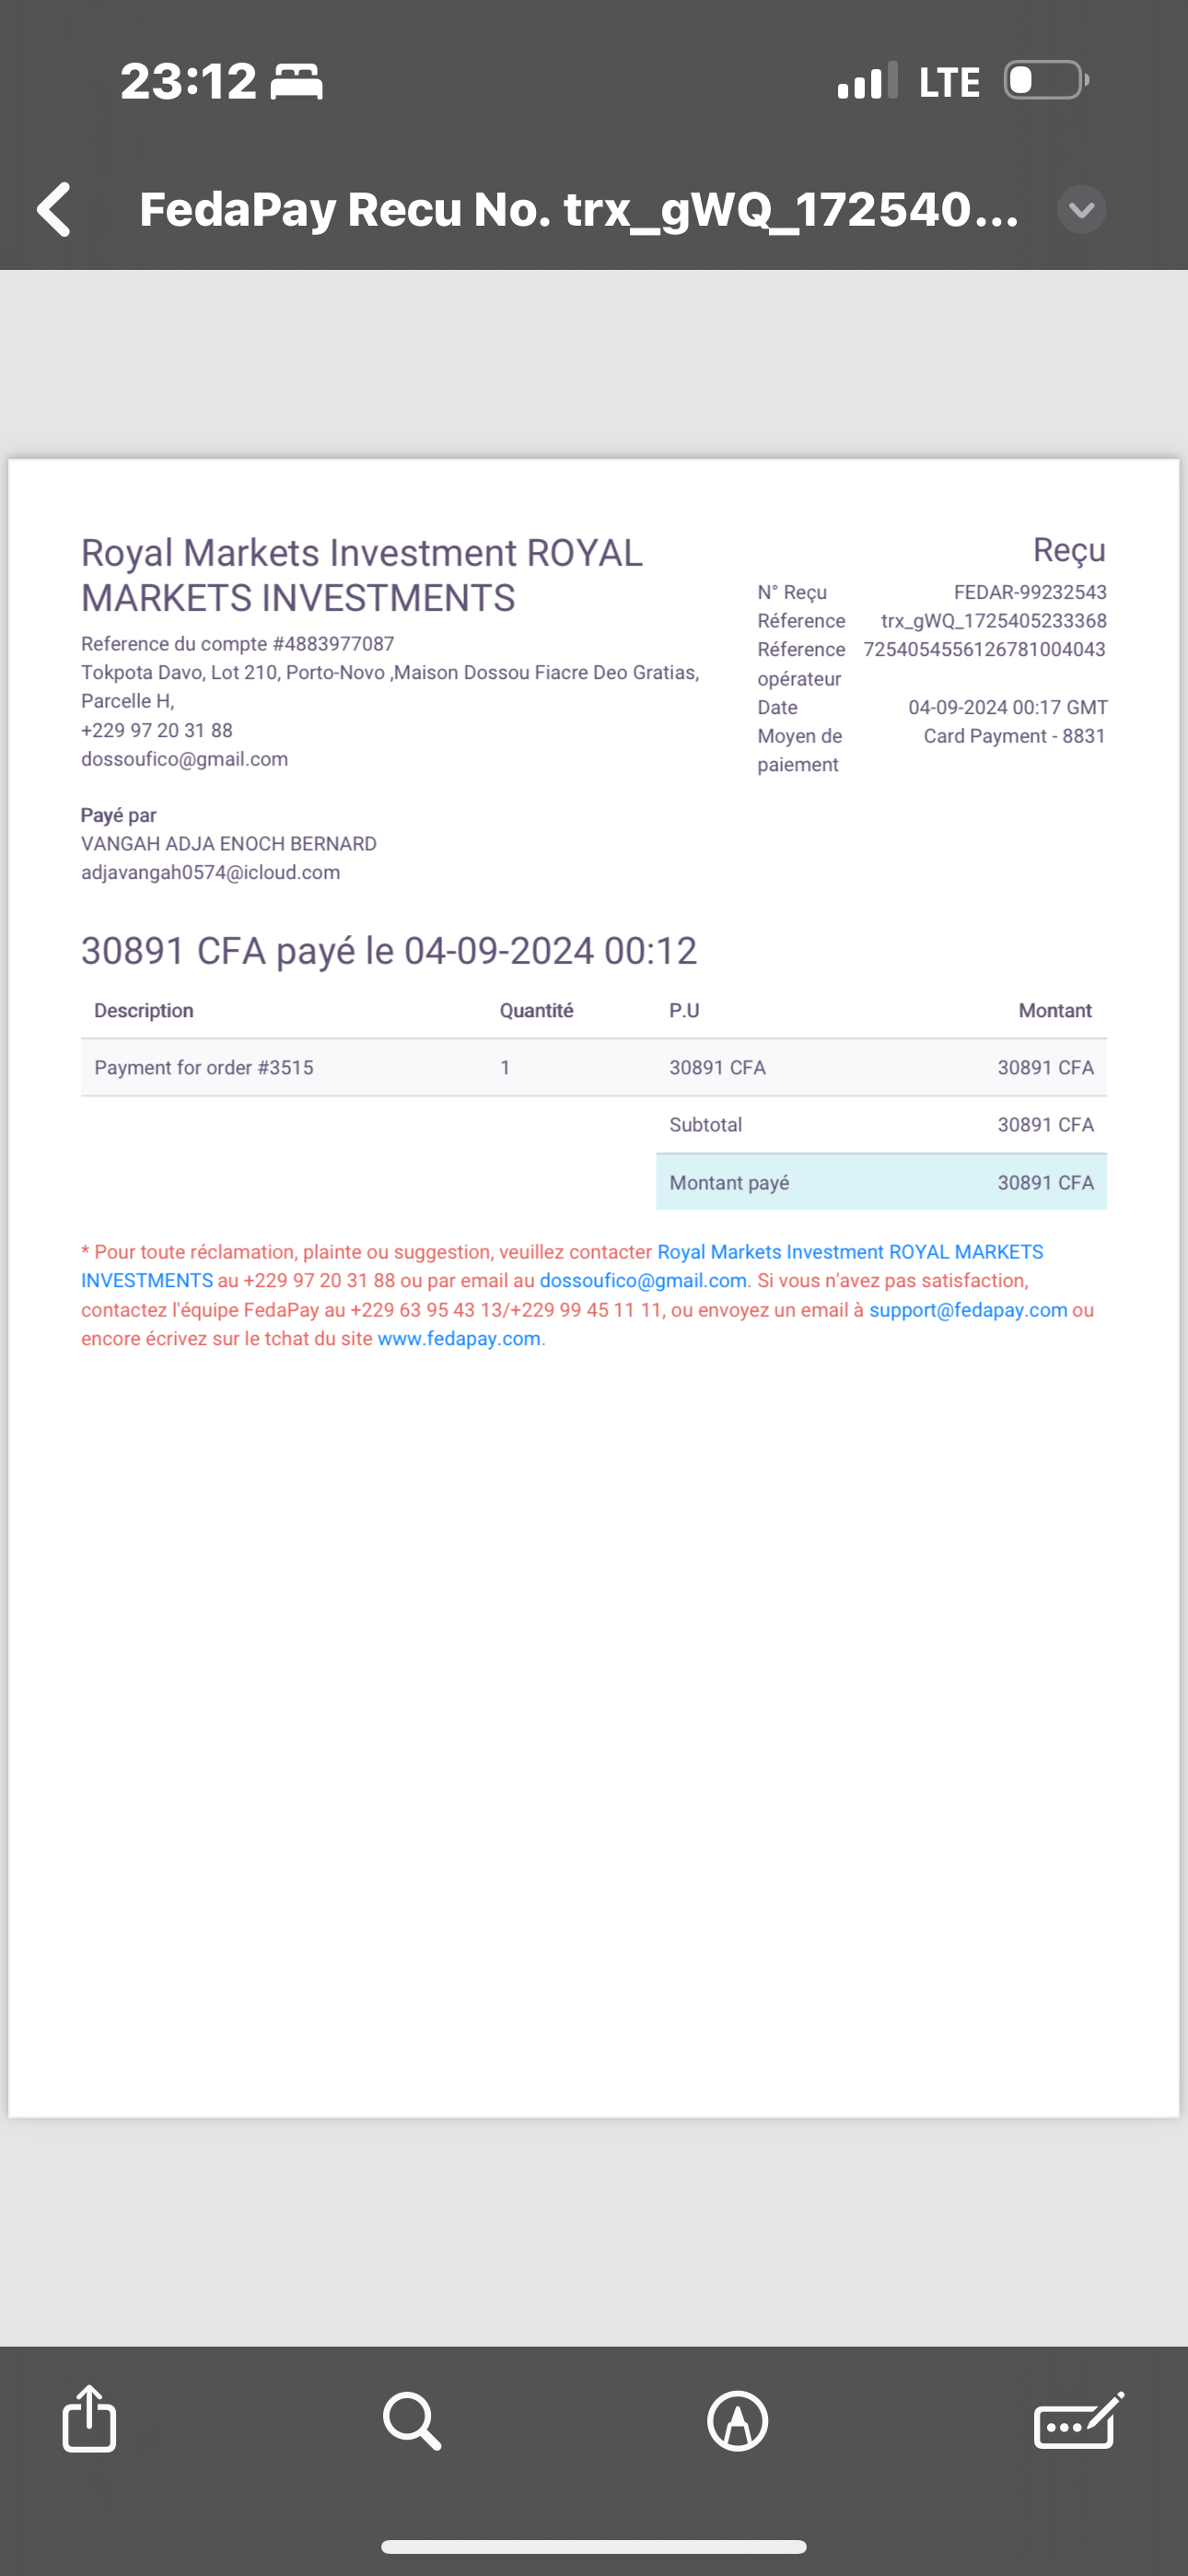 23:12
LTE
FedaPay Recu No. trx_gWQ_172540...
Royal Markets Investment ROYAL
MARKETS INVESTMENTS
Reference du compte #4883977087
Tokpota Davo, Lot 210, Porto-Novo ,Maison Dossou Fiacre Deo Gratias,
Parcelle H,
+229 97 20 31 88
dossoufico@gmail.com
Reçu
N° Reçu FEDAR-99232543
Réference trx_gWQ_1725405233368
Réference 7254054556126781004043
opérateur
Date 04-09-2024 00:17 GMT
Moyen de Card Payment - 8831
paiement
Payé par
VANGAH ADJA ENOCH BERNARD
adjavangah0574@icloud.com
30891 CFA payé le 04-09-2024 00:12
Description Quantité P.U Montant
Payment for order #3515 1 30891 CFA 30891 CFA
Subtotal 30891 CFA
Montant payé 30891 CFA
* Pour toute réclamation, plainte ou suggestion, veuillez contacter Royal Markets Investment ROYAL MARKETS
INVESTMENTS au +229 97 20 31 88 ou par email au dossoufico@gmail.com. Si vous n'avez pas satisfaction,
contactez l'équipe FedaPay au +229 63 95 43 13/+229 99 45 11 11, ou envoyez un email à support@fedapay.com ou
encore écrivez sur le tchat du site www.fedapay.com.